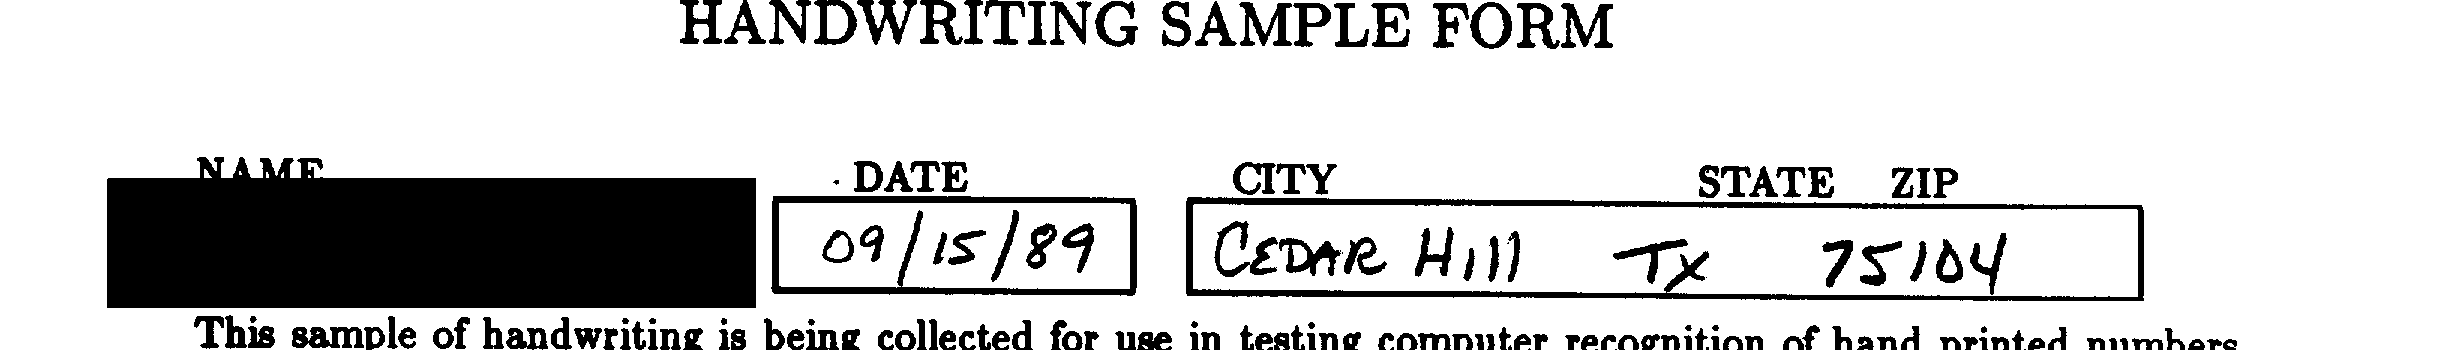 HANDWRITING SAMPLE FORM
NAME DATE CITY STATE ZIP
09/15/89 CEDAR Hill Tx 75104
This sample of handwriting is being collected for use in testing computer recognition of hand printed numbers